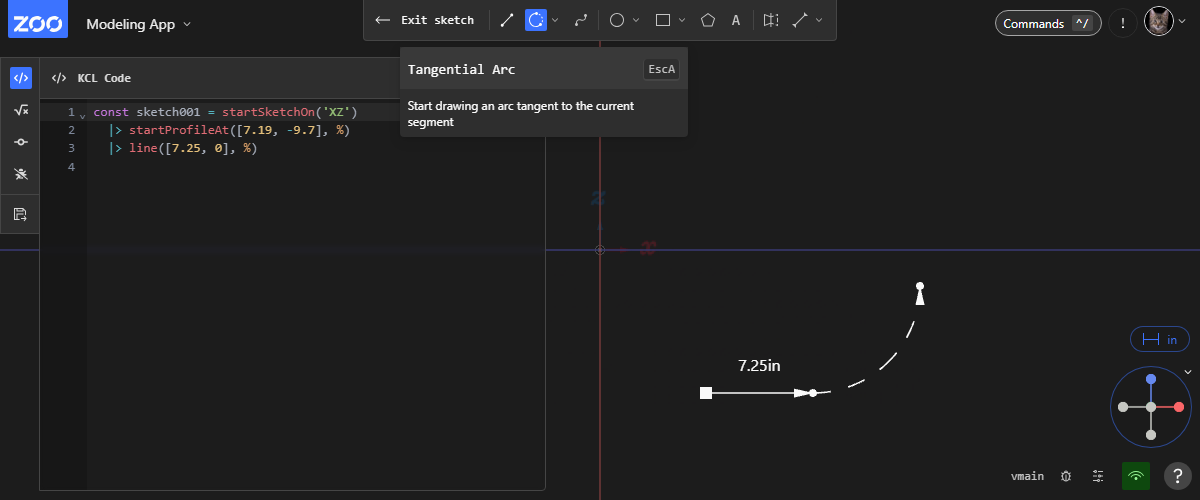 ZOO Modeling App
Exit sketch
A
Commands ^/
!
Tangential Arc EscA
Start drawing an arc tangent to the current
segment
</> KCL Code
1 const sketch001 = startSketchOn('XZ')
2 |> startProfileAt([7.19, -9.7], %)
3 |> line([7.25, 0], %)
4
z
x
7.25in
in
vmain
?